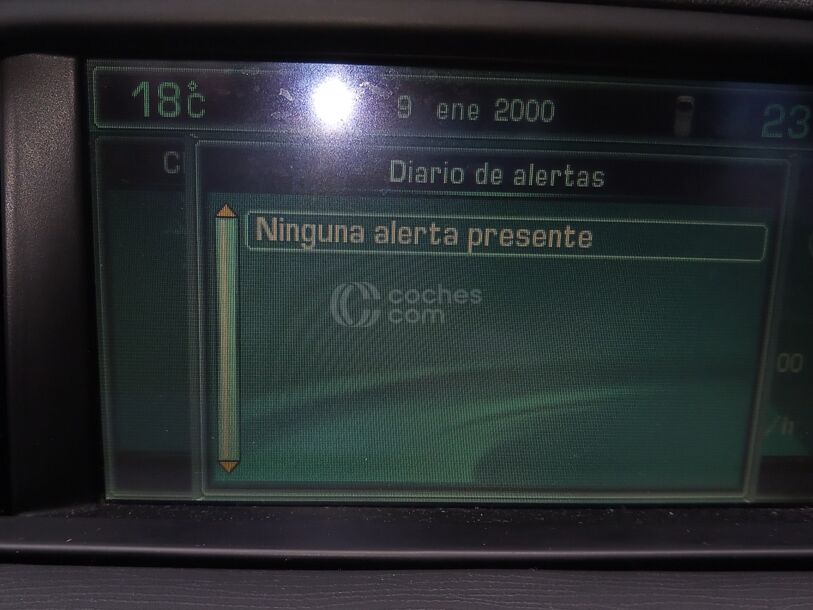 18°C 9 ene 2000 23
Diario de alertas
Ninguna alerta presente
coches
com
00
/h